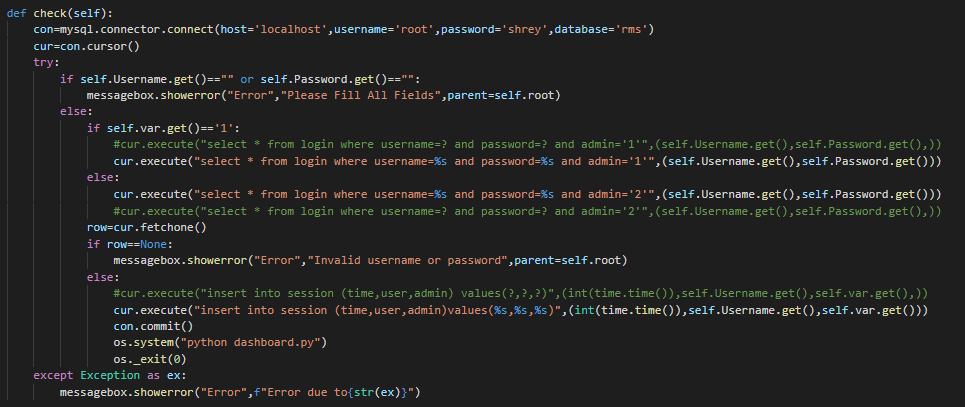 def check(self):
    con=mysql.connector.connect(host='localhost',username='root',password='shrey',database='rms')
    cur=con.cursor()
    try:
        if self.Username.get()=="" or self.Password.get()=="":
            messagebox.showerror("Error","Please Fill All Fields",parent=self.root)
        else:
            if self.var.get()=='1':
                #cur.execute("select * from login where username=? and password=? and admin='1'",(self.Username.get(),self.Password.get(),))
                cur.execute("select * from login where username=%s and password=%s and admin='1'",(self.Username.get(),self.Password.get()))
            else:
                cur.execute("select * from login where username=%s and password=%s and admin='2'",(self.Username.get(),self.Password.get()))
                #cur.execute("select * from login where username=? and password=? and admin='2'",(self.Username.get(),self.Password.get(),))
            row=cur.fetchone()
            if row==None:
                messagebox.showerror("Error","Invalid username or password",parent=self.root)
            else:
                #cur.execute("insert into session (time,user,admin) values(?,?,?)",(int(time.time()),self.Username.get(),self.var.get(),))
                cur.execute("insert into session (time,user,admin)values(%s,%s,%s)",(int(time.time()),self.Username.get(),self.var.get()))
                con.commit()
                os.system("python dashboard.py")
                os._exit(0)
    except Exception as ex:
        messagebox.showerror("Error",f"Error due to{str(ex)}")